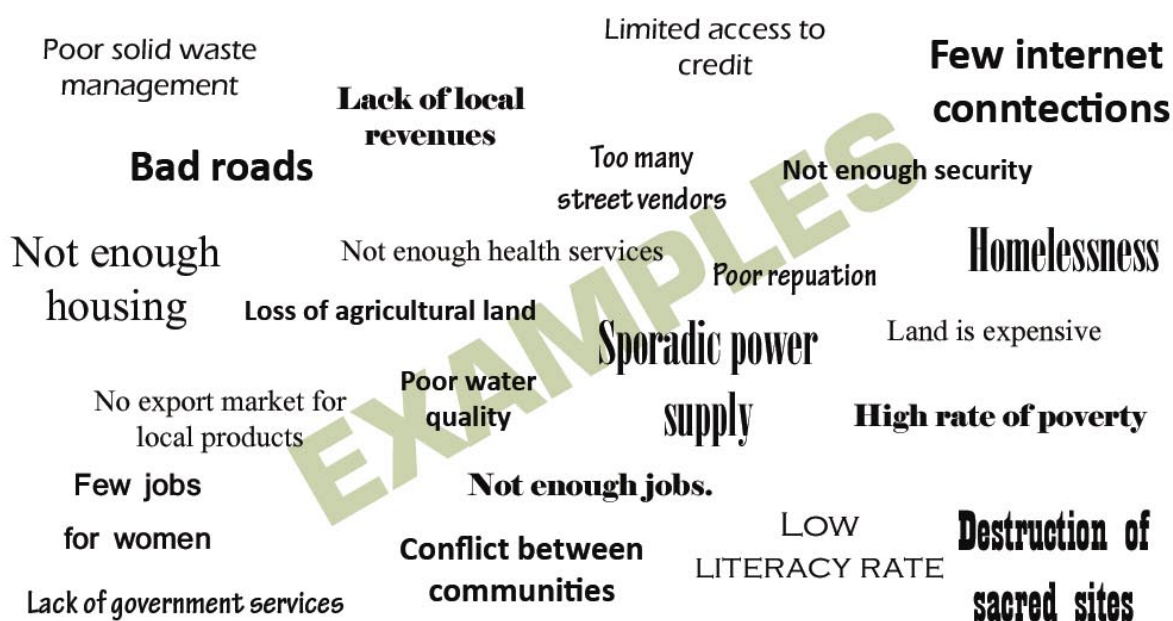 Poor solid waste
management
Limited access to
credit
Few internet
conntections
Lack of local
revenues
Bad roads
Too many
street vendors
Not enough security
Not enough
housing
Not enough health services
Poor repuation
Homelessness
Loss of agricultural land
Sporadic power
supply
Land is expensive
No export market for
local products
Poor water
quality
High rate of poverty
Few jobs
for women
Not enough jobs.
Conflict between
communities
LOW
LITERACY RATE
Destruction of
sacred sites
Lack of government services
EXAMPLES